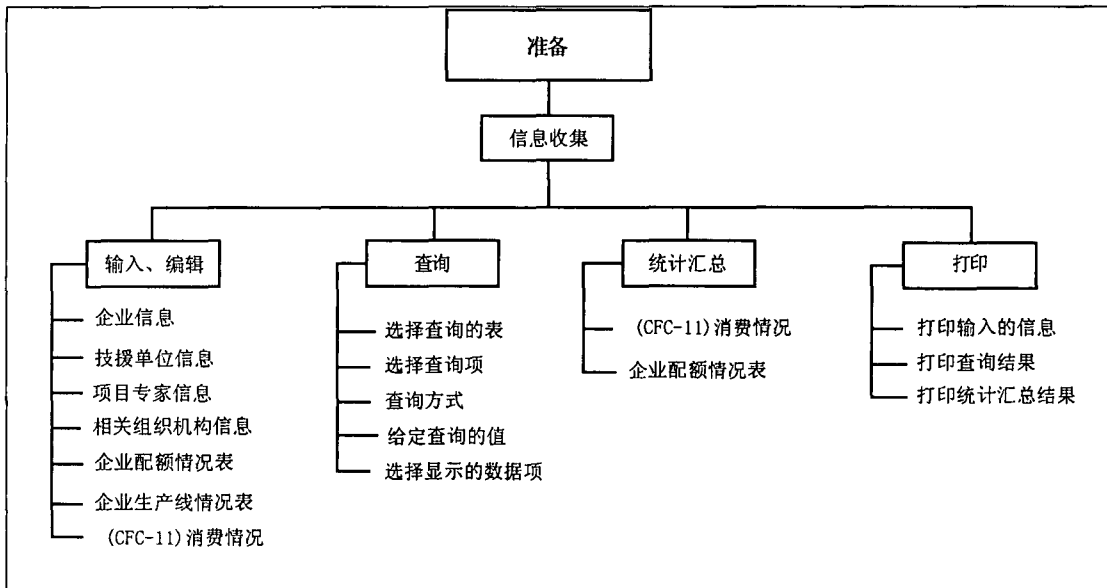 准备
信息收集
输入、编辑
企业信息
技援单位信息
项目专家信息
相关组织机构信息
企业配额情况表
企业生产线情况表
(CFC-11)消费情况
查询
选择查询的表
选择查询项
查询方式
给定查询的值
选择显示的数据项
统计汇总
(CFC-11)消费情况
企业配额情况表
打印
打印输入的信息
打印查询结果
打印统计汇总结果